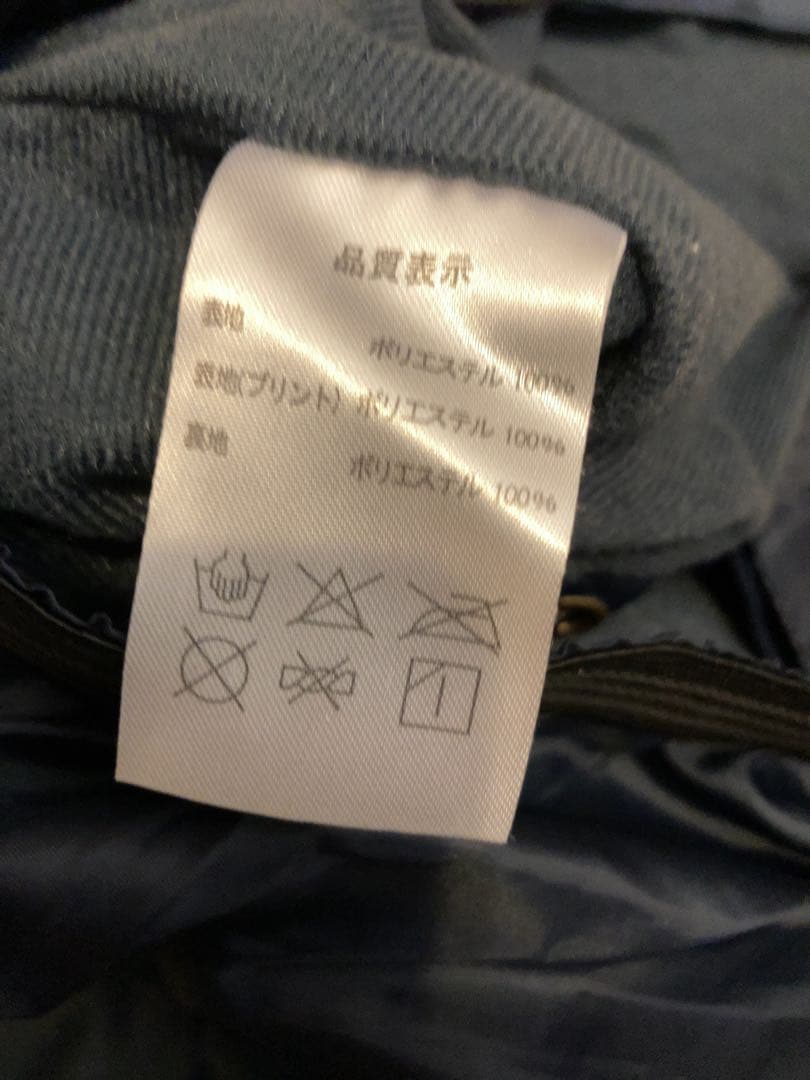 品質表示
表地 ポリエステル 100%
表地(プリント) ポリエステル 100%
裏地 ポリエステル 100%